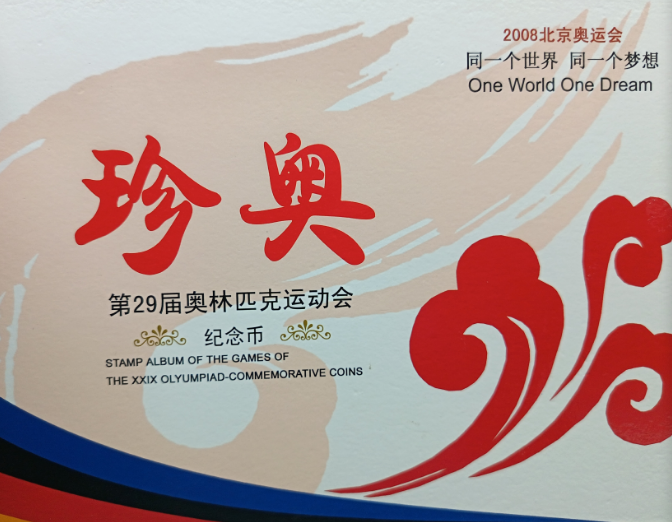 2008北京奥运会
同一个世界 同一个梦想
One World One Dream
珍奥
第29届奥林匹克运动会
纪念币
STAMP ALBUM OF THE GAMES OF
THE XXIX OLYUMPIAD-COMMEMORATIVE COINS